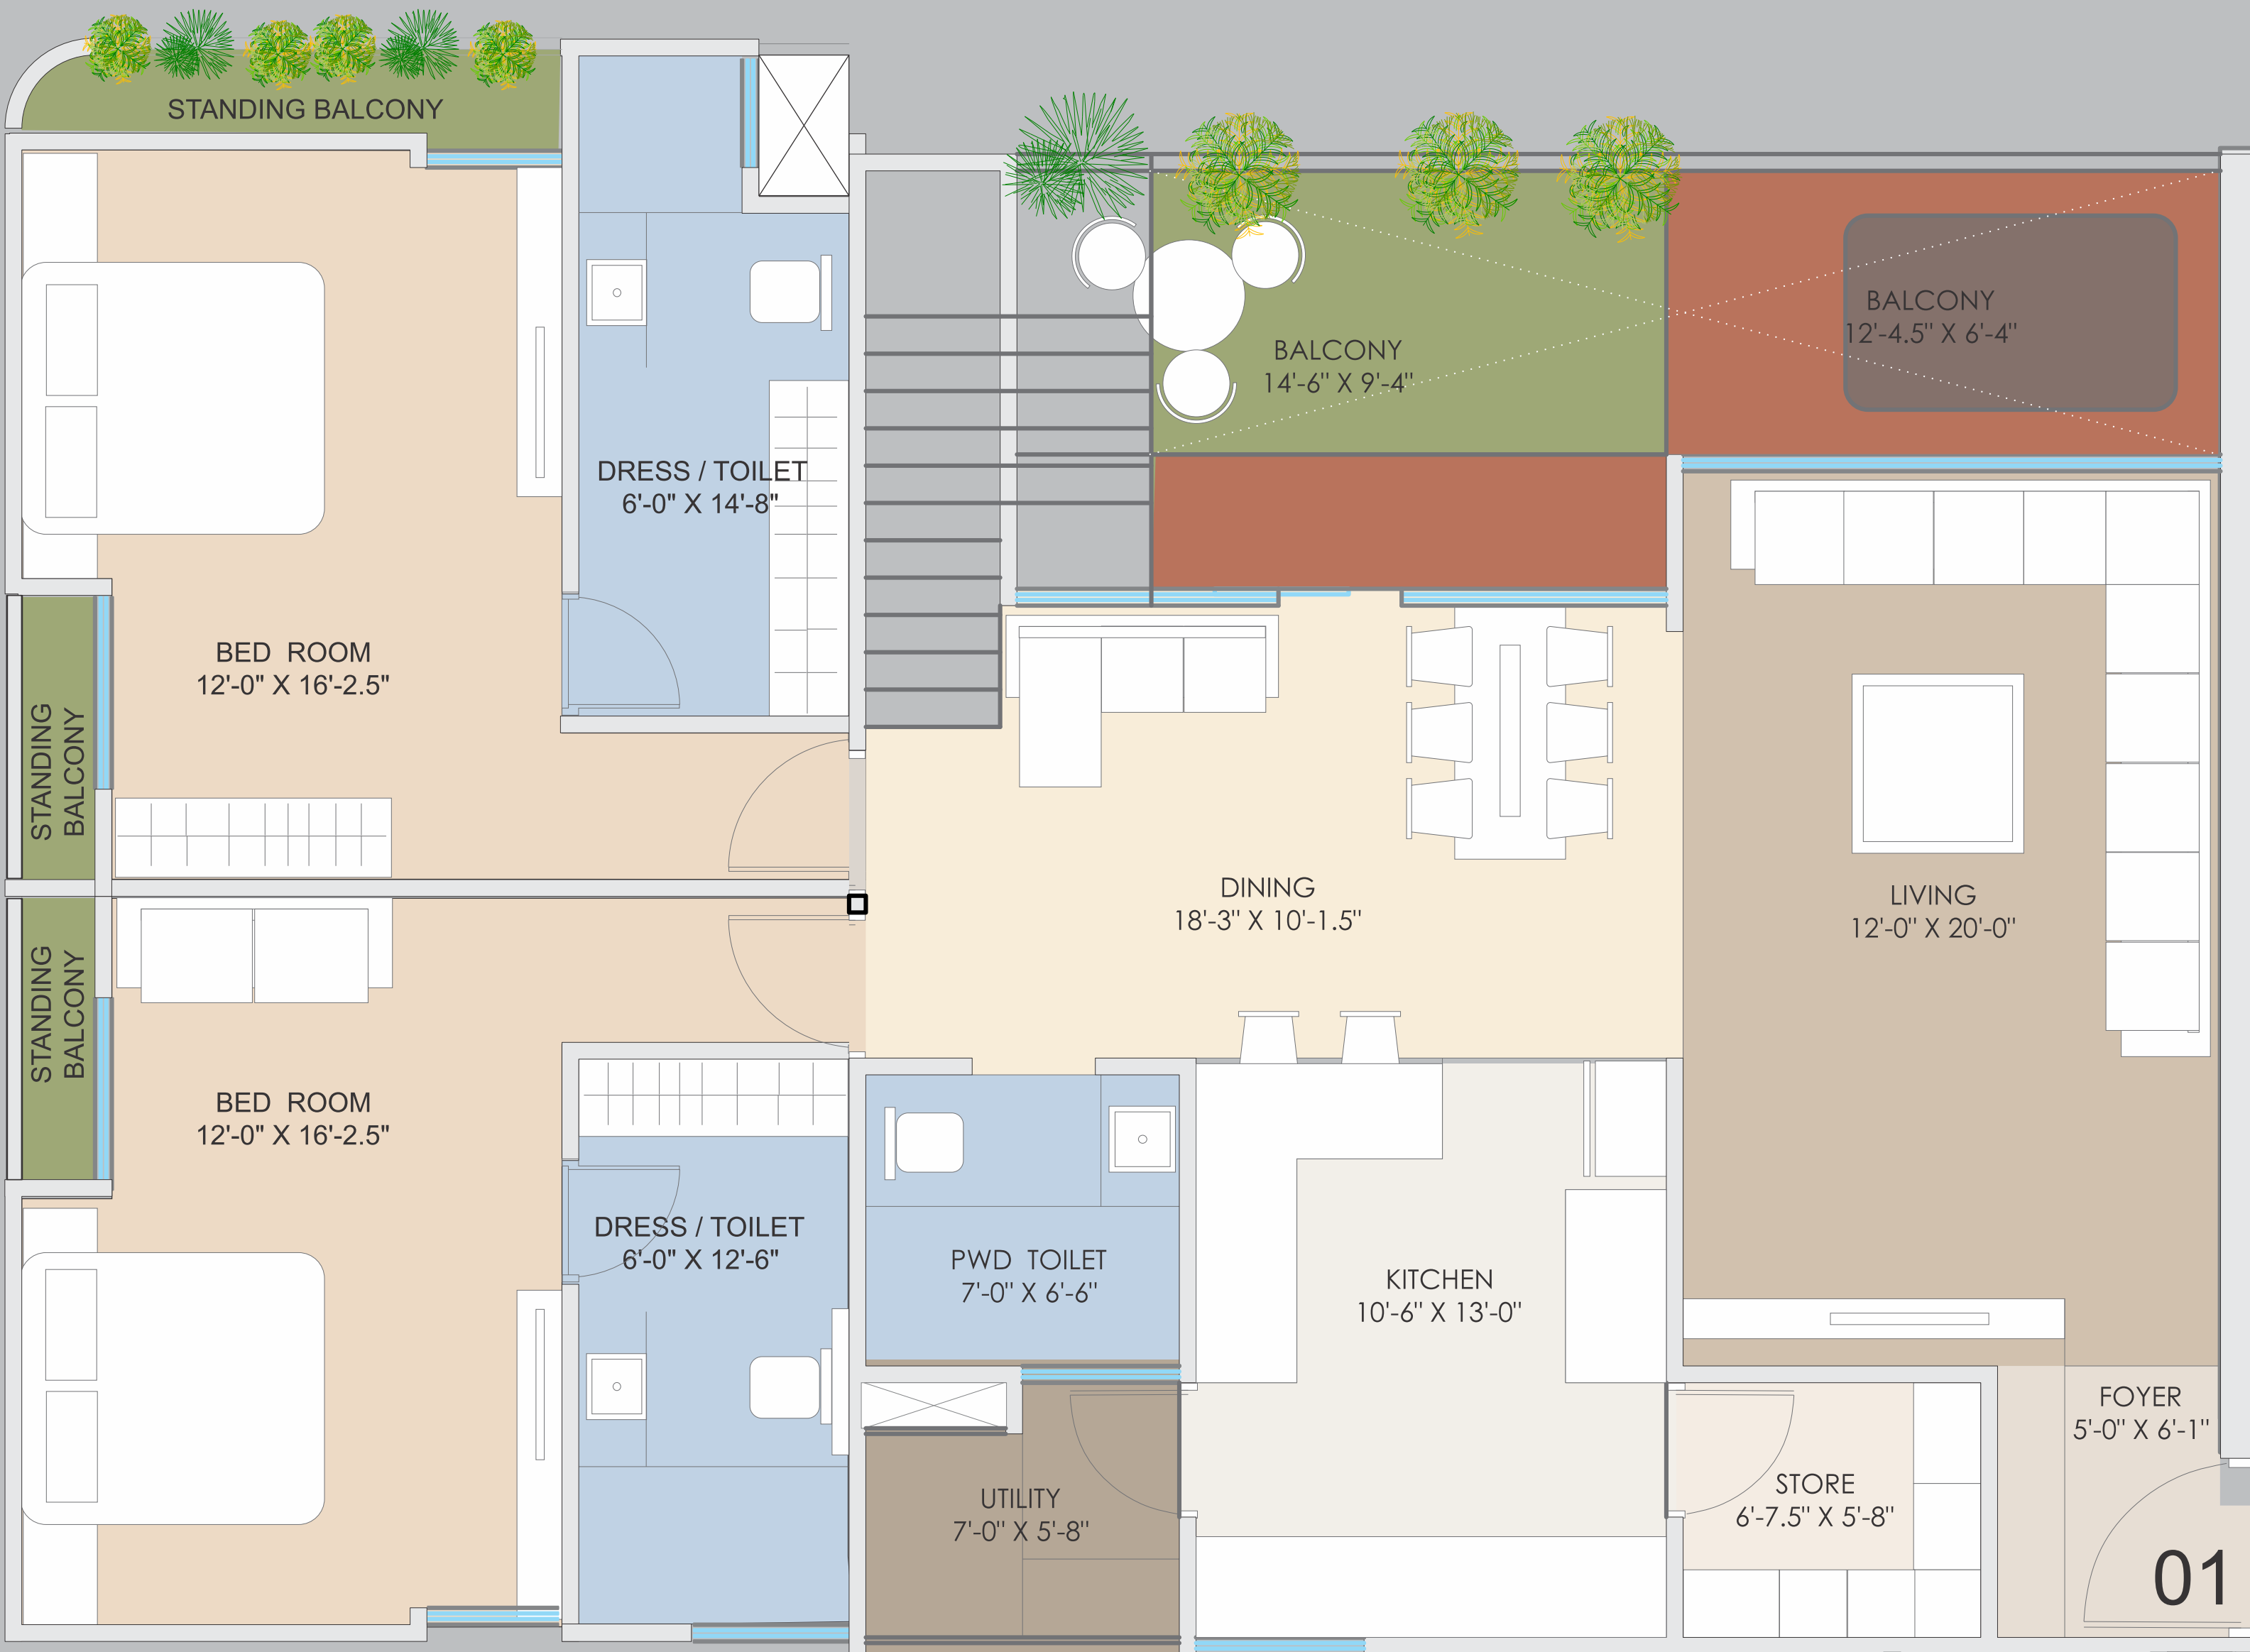 STANDING BALCONY
BALCONY
12'-4.5" X 6'-4"
BALCONY
14'-6" X 9'-4"
DRESS / TOILET
6'-0" X 14'-8"
BED ROOM
12'-0" X 16'-2.5"
STANDING
BALCONY
DINING
18'-3" X 10'-1.5"
LIVING
12'-0" X 20'-0"
STANDING
BALCONY
BED ROOM
12'-0" X 16'-2.5"
DRESS / TOILET
6'-0" X 12'-6"
PWD TOILET
7'-0" X 6'-6"
KITCHEN
10'-6" X 13'-0"
FOYER
5'-0" X 6'-1"
UTILITY
7'-0" X 5'-8"
STORE
6'-7.5" X 5'-8"
01